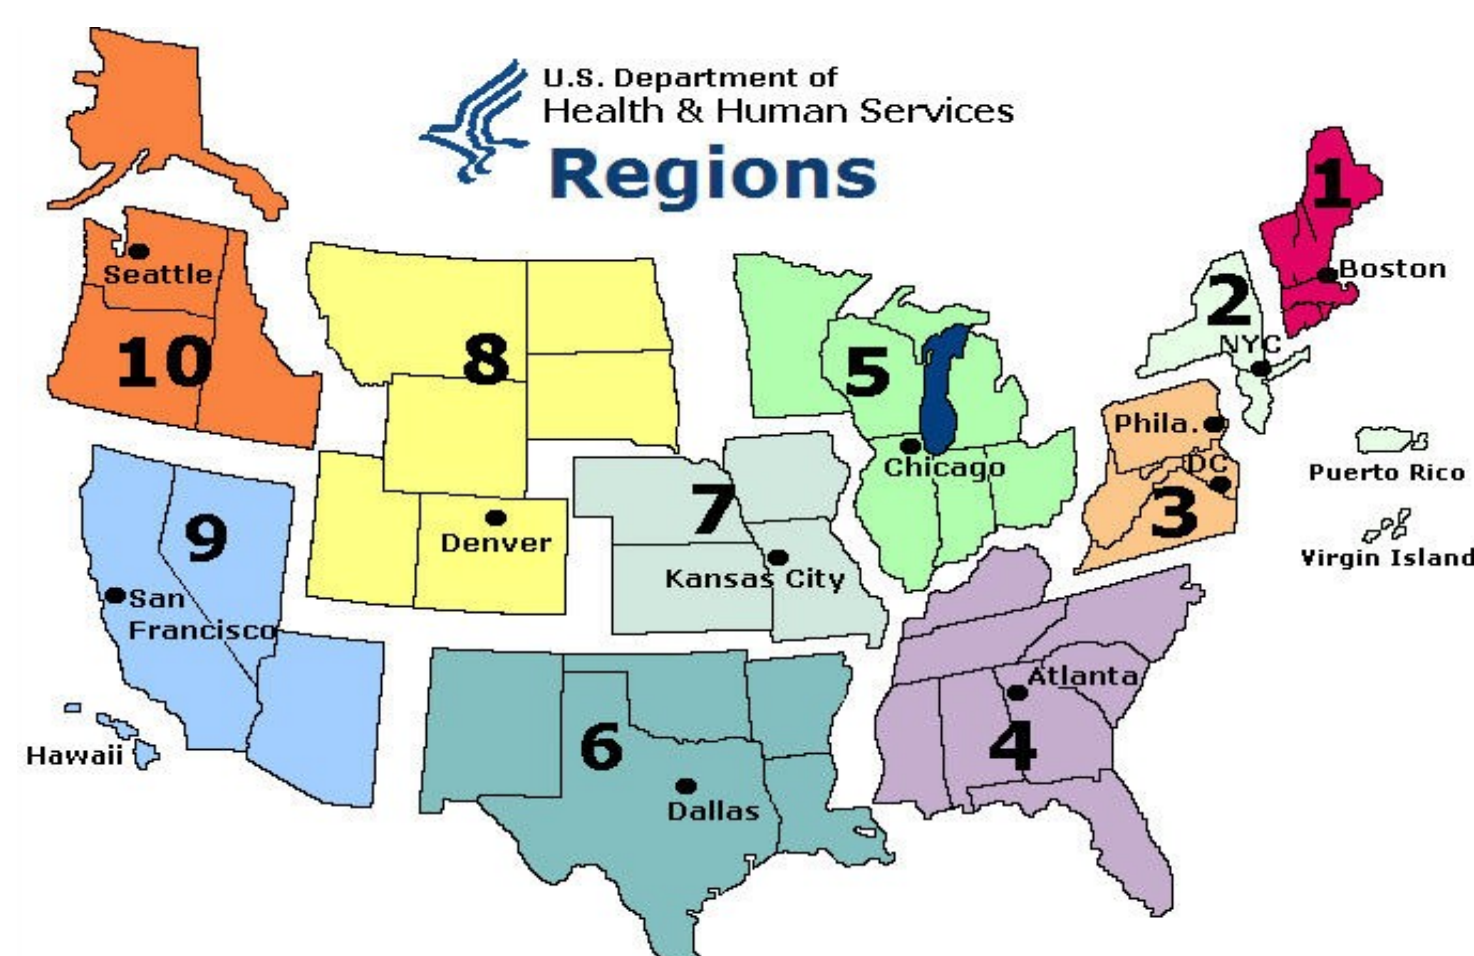 U.S. Department of
Health & Human Services
Regions
1
Boston
2
NYC
Seattle
10
8
5
Phila.
DC
3
Chicago
Puerto Rico
Virgin Island
7
Kansas City
Denver
9
San
Francisco
Hawaii
6
Dallas
Atlanta
4